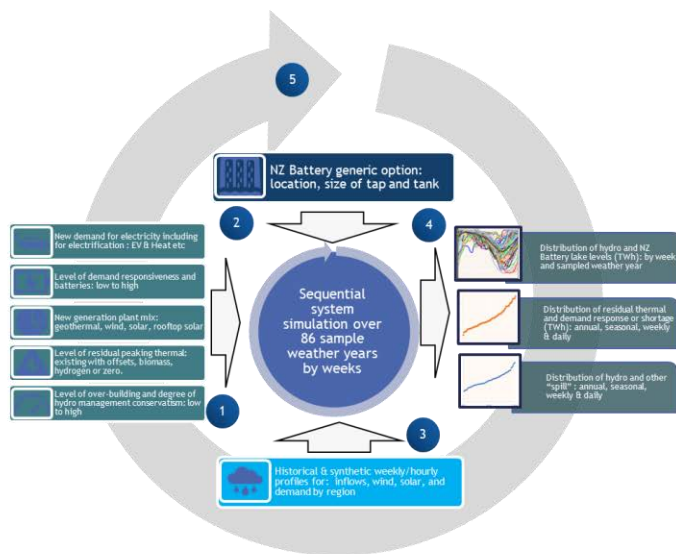 5
NZ Battery generic option:
location, size of tap and tank
2
4
New demand for electricity including
for electrification : EV & Heat etc
Level of demand responsiveness and
batteries: low to high
New generation plant mix:
geothermal, wind, solar, rooftop solar
Level of residual peaking thermal:
existing with offsets, biomass,
hydrogen or zero.
Level of over-building and degree of
hydro management conservatism: low
to high
1
Sequential
system
simulation over
86 sample
weather years
by weeks
Distribution of hydro and NZ
Battery lake levels (TWh): by week
and sampled weather year
Distribution of residual thermal
and demand response or shortage
(TWh): annual, seasonal, weekly
& daily
Distribution of hydro and other
"spill" : annual, seasonal,
weekly & daily
3
Historical & synthetic weekly/hourly
profiles for: inflows, wind, solar, and
demand by region